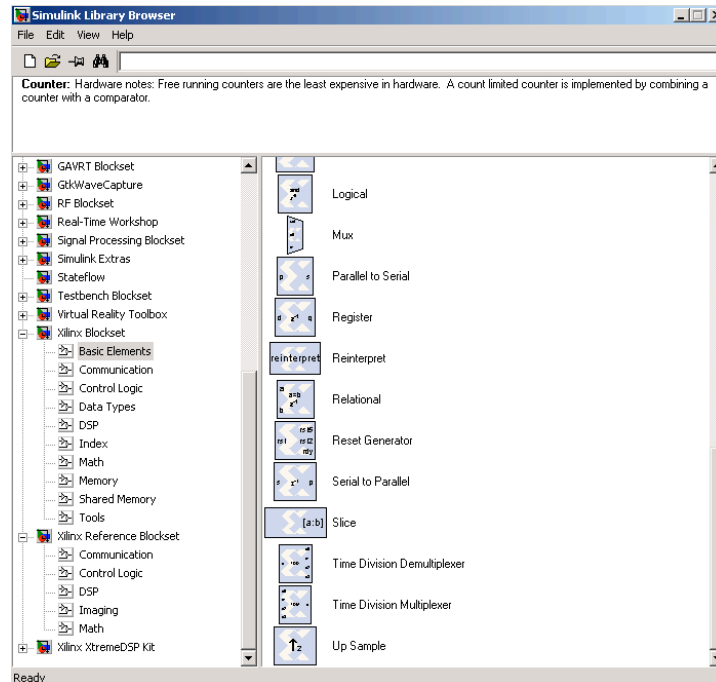 Simulink Library Browser
File Edit View Help
Counter: Hardware notes: Free running counters are the least expensive in hardware. A count limited counter is implemented by combining a
counter with a comparator.
GAVRT Blockset
GtkWaveCapture
RF Blockset
Real-Time Workshop
Signal Processing Blockset
Simulink Extras
Stateflow
Testbench Blockset
Virtual Reality Toolbox
Xilinx Blockset
Basic Elements
Communication
Control Logic
Data Types
DSP
Index
Math
Memory
Shared Memory
Tools
Xilinx Reference Blockset
Communication
Control Logic
DSP
Imaging
Math
Xilinx XtremeDSP Kit
and Logical
Mux
p s Parallel to Serial
d z-1 q Register
reinterpret Reinterpret
a b a=b z-1 Relational
Reset Generator
s z-1 p Serial to Parallel
[a:b] Slice
Time Division Demultiplexer
Time Division Multiplexer
↑2 Up Sample
Ready